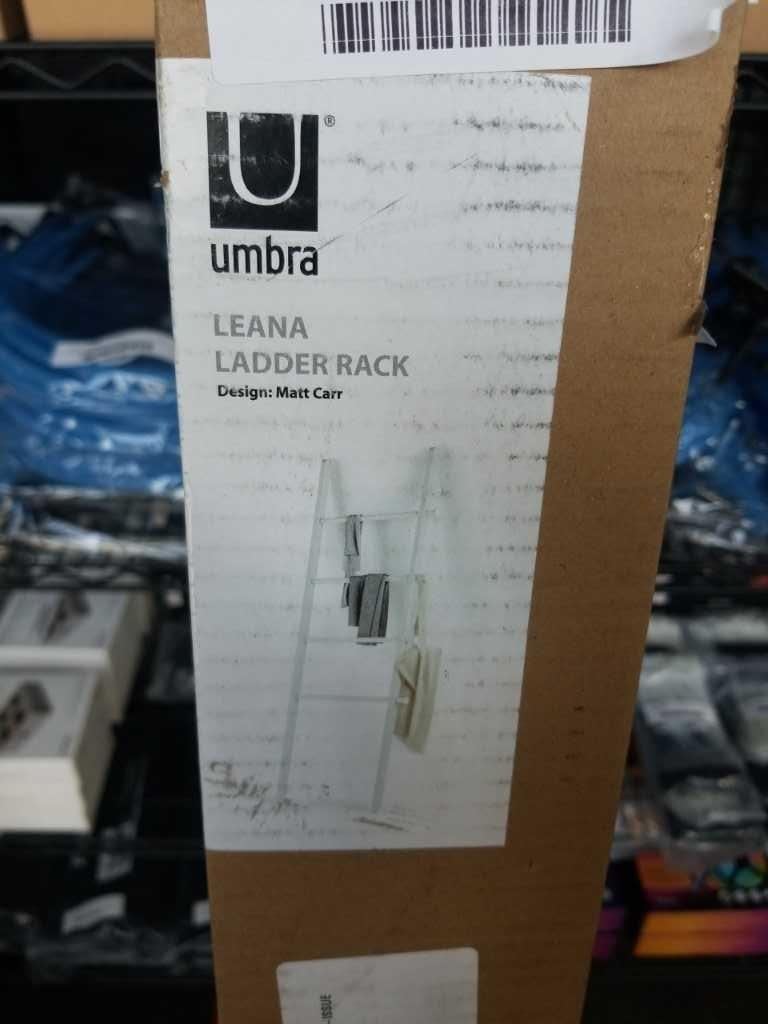 U®
umbra
LEANA
LADDER RACK
Design: Matt Carr
-ISSUE